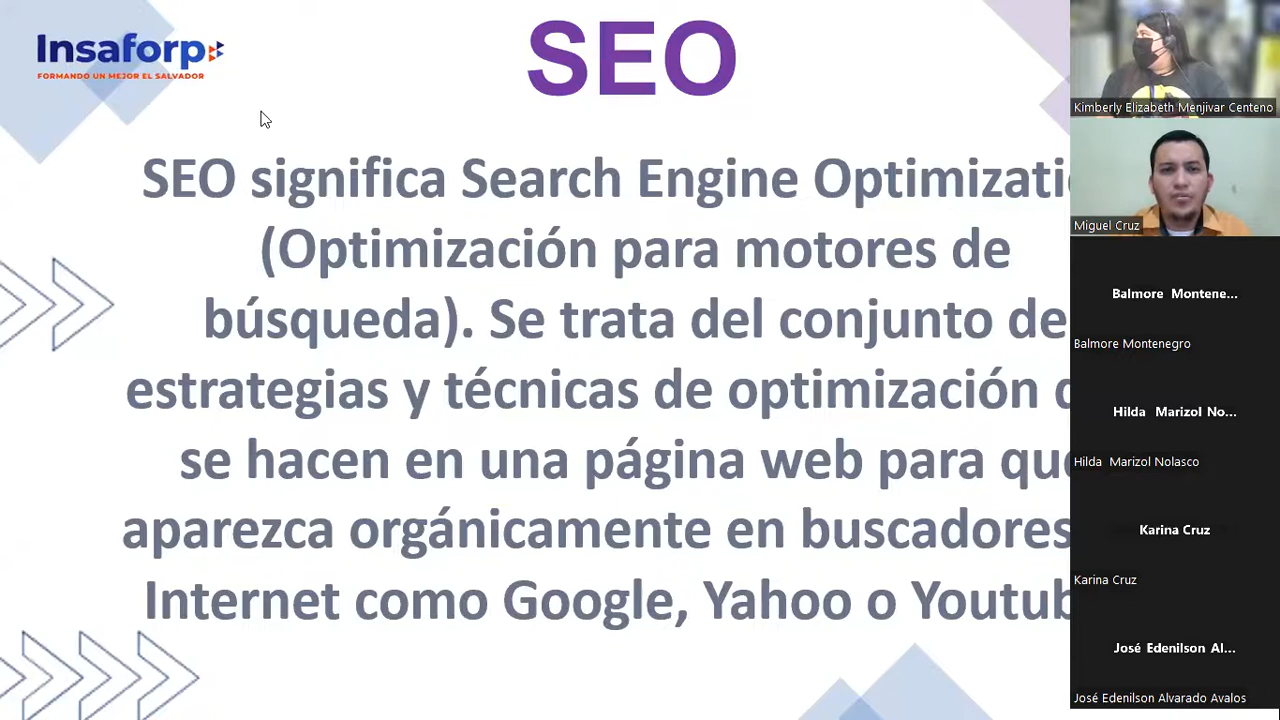 Insaforp
FORMANDO UN MEJOR EL SALVADOR
SEO
SEO significa Search Engine Optimizati
(Optimización para motores de
búsqueda). Se trata del conjunto de
estrategias y técnicas de optimización
se hacen en una página web para que
aparezca orgánicamente en buscadores
Internet como Google, Yahoo o Youtub
Kimberly Elizabeth Menjivar Centeno
Miguel Cruz
Balmore Montene...
Balmore Montenegro
Hilda Marizol No...
Hilda Marizol Nolasco
Karina Cruz
Karina Cruz
José Edenilson Al...
José Edenilson Alvarado Avalos